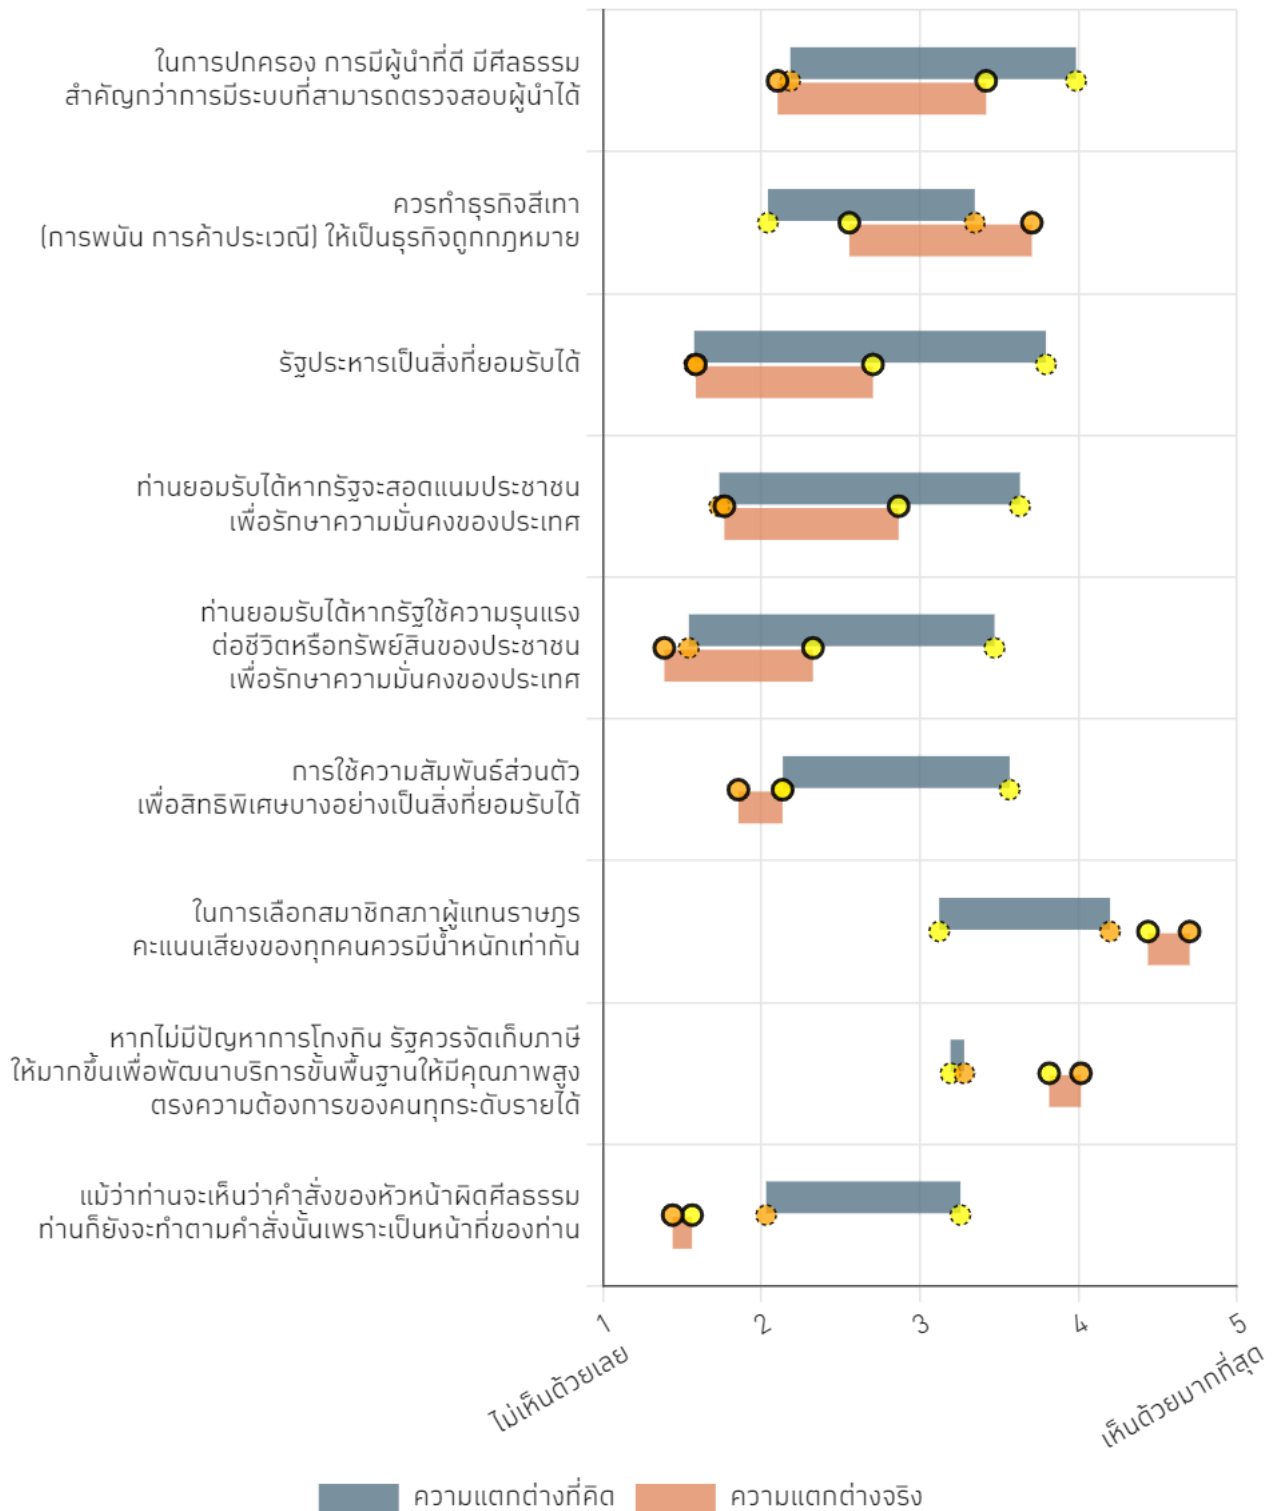 ในการปกครอง การมีผู้นำที่ดี มีศีลธรรม
สำคัญกว่าการมีระบบที่สามารถตรวจสอบผู้นำได้
ควรทำธุรกิจสีเทา
(การพนัน การค้าประเวณี) ให้เป็นธุรกิจถูกกฎหมาย
รัฐประหารเป็นสิ่งที่ยอมรับได้
ท่านยอมรับได้หากรัฐจะสอดแนมประชาชน
เพื่อรักษาความมั่นคงของประเทศ
ท่านยอมรับได้หากรัฐใช้ความรุนแรง
ต่อชีวิตหรือทรัพย์สินของประชาชน
เพื่อรักษาความมั่นคงของประเทศ
การใช้ความสัมพันธ์ส่วนตัว
เพื่อสิทธิพิเศษบางอย่างเป็นสิ่งที่ยอมรับได้
ในการเลือกสมาชิกสภาผู้แทนราษฎร
คะแนนเสียงของทุกคนควรมีน้ำหนักเท่ากัน
หากไม่มีปัญหาการโกงกิน รัฐควรจัดเก็บภาษี
ให้มากขึ้นเพื่อพัฒนาบริการขั้นพื้นฐานให้มีคุณภาพสูง
ตรงความต้องการของคนทุกระดับรายได้
แม้ว่าท่านจะเห็นว่าคำสั่งของหัวหน้าผิดศีลธรรม
ท่านก็ยังจะทำตามคำสั่งนั้นเพราะเป็นหน้าที่ของท่าน
1 2 3 4 5
ไม่เห็นด้วยเลย เห็นด้วยมากที่สุด
ความแตกต่างที่คิด ความแตกต่างจริง